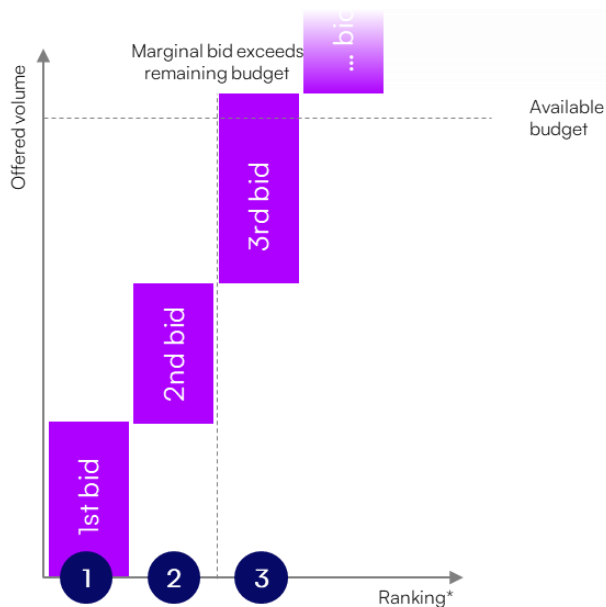 ... bid
Marginal bid exceeds
remaining budget
Available
budget
Offered volume
3rd bid
2nd bid
1st bid
1
2
3
Ranking*